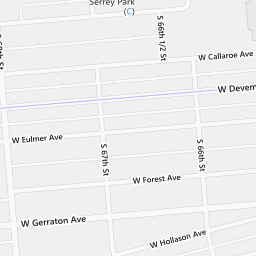 Serrey Park
(C)
S 66th 1/2 St
W Callaroe Ave
W Devem
W Eulmer Ave
S 67th St
S 66th St
W Forest Ave
W Gerraton Ave
W Hollason Ave